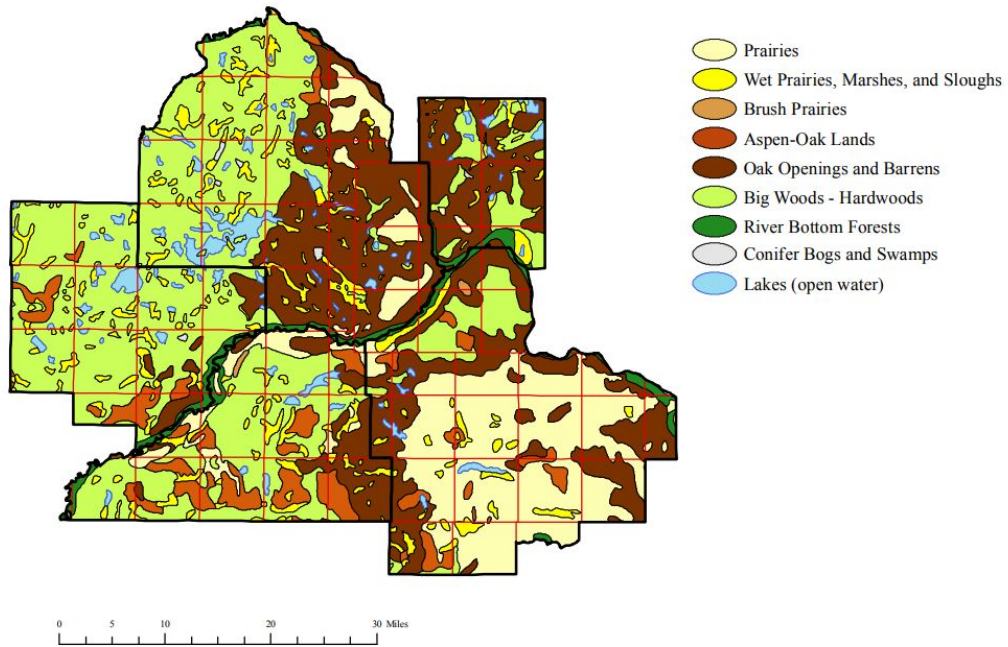 Prairies
Wet Prairies, Marshes, and Sloughs
Brush Prairies
Aspen-Oak Lands
Oak Openings and Barrens
Big Woods - Hardwoods
River Bottom Forests
Conifer Bogs and Swamps
Lakes (open water)
0 5 10 20 30 Miles